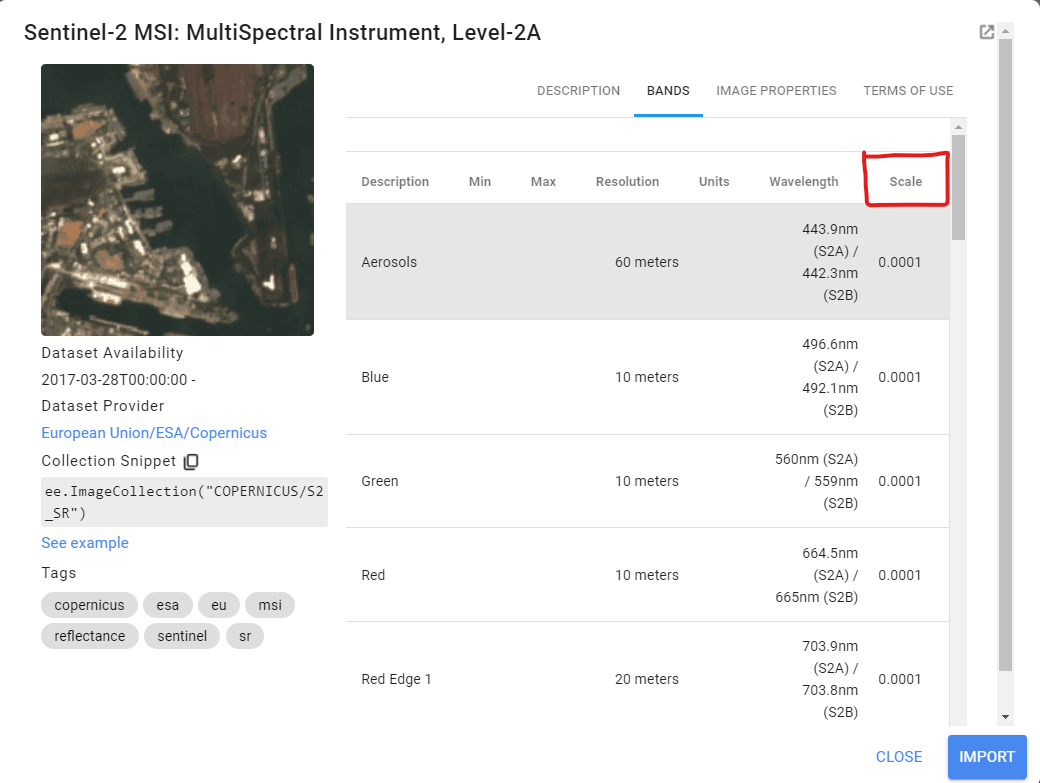 Sentinel-2 MSI: MultiSpectral Instrument, Level-2A
Dataset Availability
2017-03-28T00:00:00 -
Dataset Provider
European Union/ESA/Copernicus
Collection Snippet
ee.ImageCollection("COPERNICUS/S2
_SR")
See example
Tags
copernicus esa eu msi
reflectance sentinel sr
DESCRIPTION BANDS IMAGE PROPERTIES TERMS OF USE
Description Min Max Resolution Units Wavelength Scale
443.9nm
(S2A) /
Aerosols 60 meters 0.0001
442.3nm
(S2B)
496.6nm
(S2A) /
Blue 10 meters 0.0001
492.1nm
(S2B)
560nm (S2A)
Green 10 meters / 559nm 0.0001
(S2B)
664.5nm
Red 10 meters (S2A) / 0.0001
665nm (S2B)
703.9nm
(S2A) /
Red Edge 1 20 meters 0.0001
703.8nm
(S2B)
CLOSE IMPORT